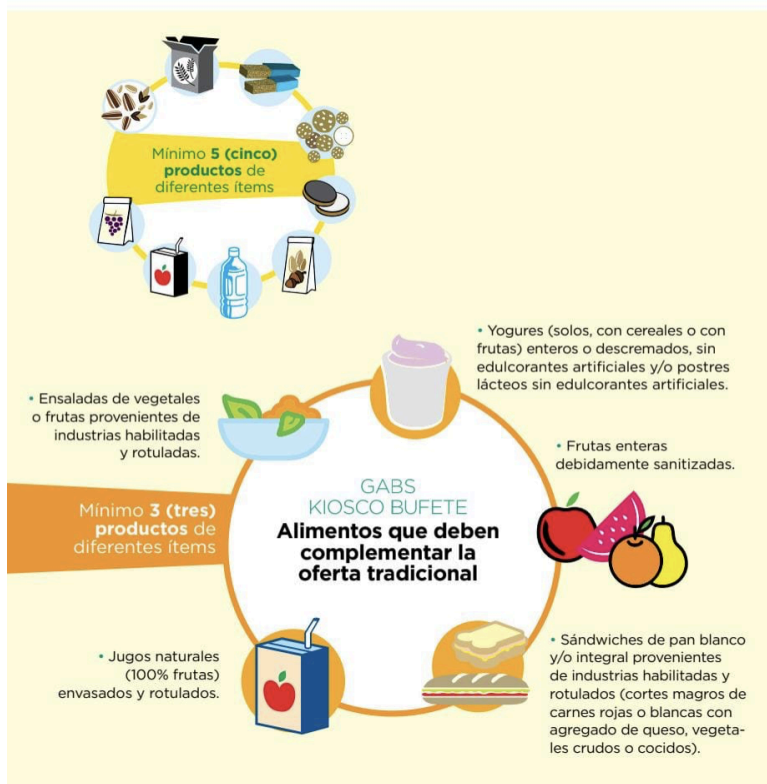 Mínimo 5 (cinco)
productos de
diferentes ítems
• Yogures (solos, con cereales o con
frutas) enteros o descremados, sin
edulcorantes artificiales y/o postres
lácteos sin edulcorantes artificiales.
• Ensaladas de vegetales
o frutas provenientes de
industrias habilitadas
y rotuladas.
• Frutas enteras
debidamente sanitizadas.
Mínimo 3 (tres)
productos de
diferentes ítems
GABS
KIOSCO BUFETE
Alimentos que deben
complementar la
oferta tradicional
• Jugos naturales
(100% frutas)
envasados y rotulados.
• Sándwiches de pan blanco
y/o integral provenientes
de industrias habilitadas y
rotulados (cortes magros de
carnes rojas o blancas con
agregado de queso, vegeta-
les crudos o cocidos).